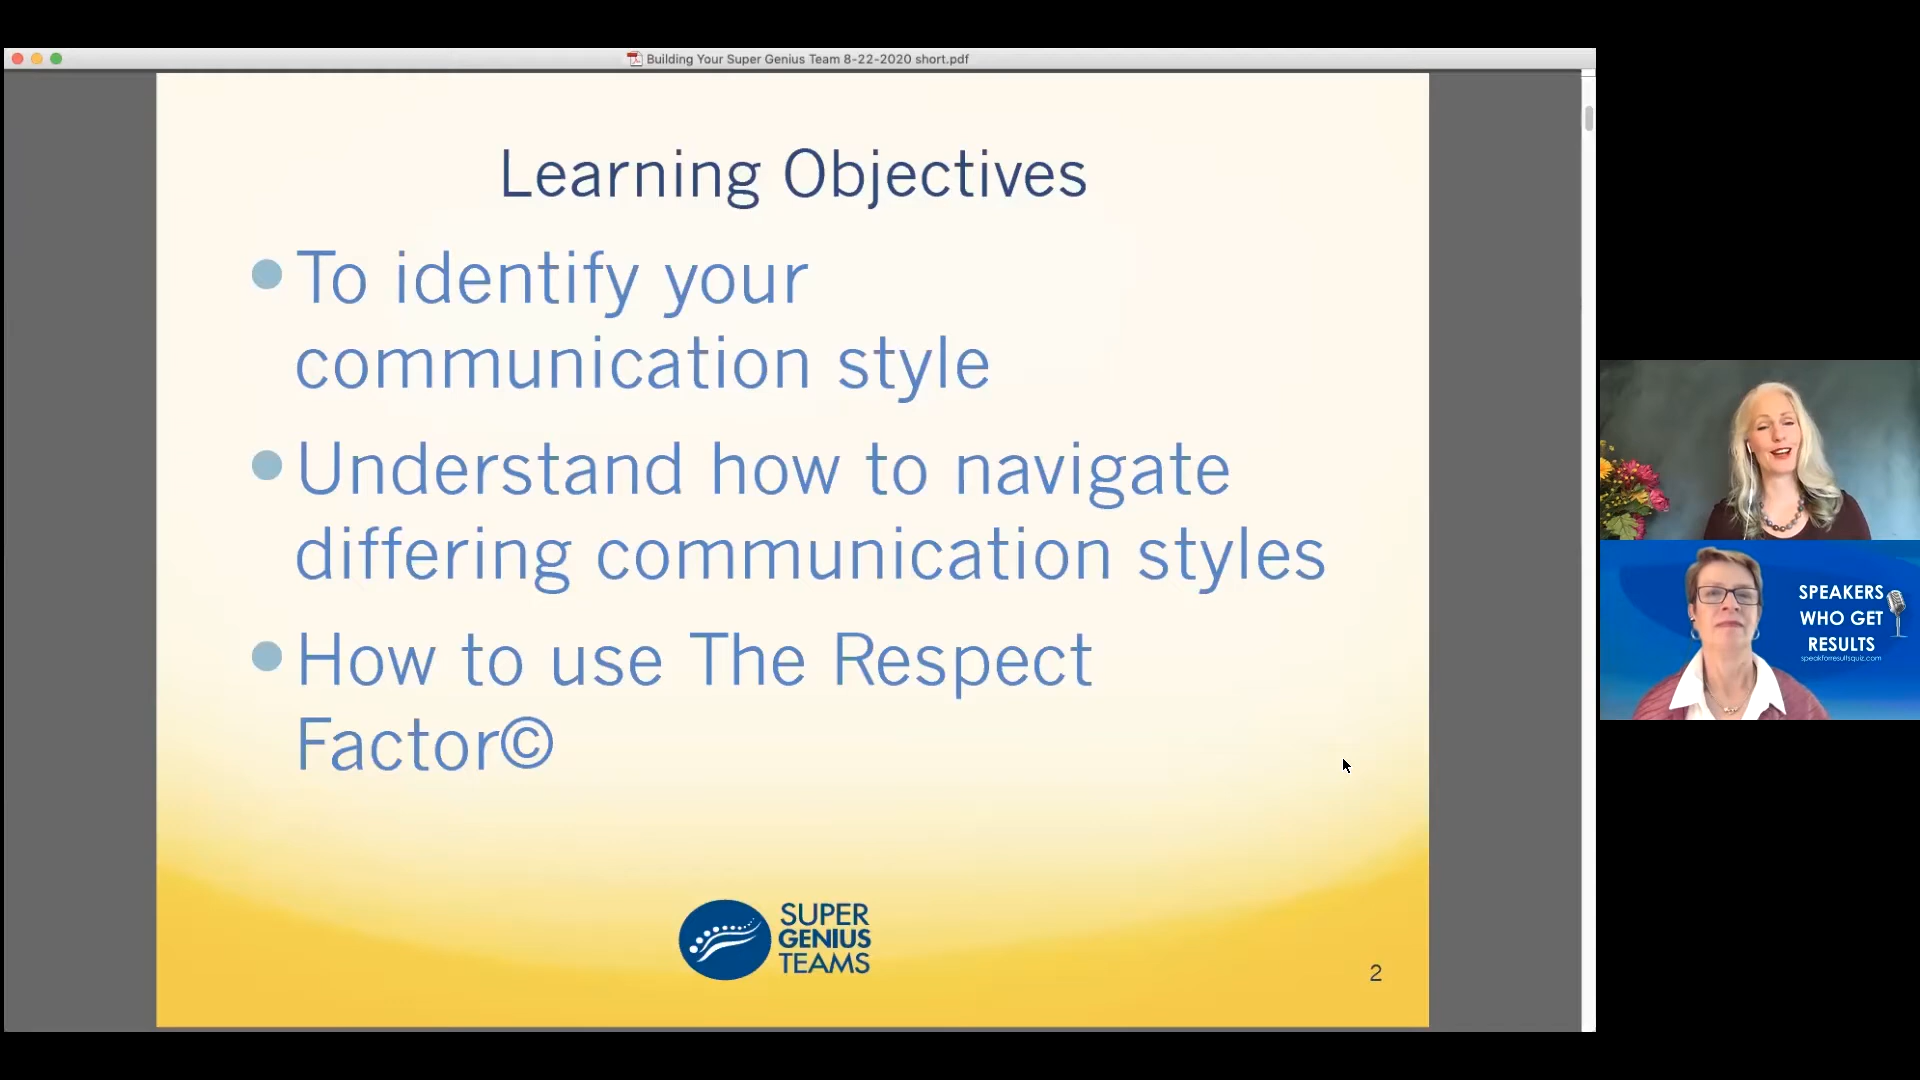 Building Your Super Genius Team 8-22-2020 short.pdf
Learning Objectives
To identify your
communication style
Understand how to navigate
differing communication styles
How to use The Respect
Factor©
SUPER
GENIUS
TEAMS
2
SPEAKERS
WHO GET
RESULTS
speakforresultsquiz.com